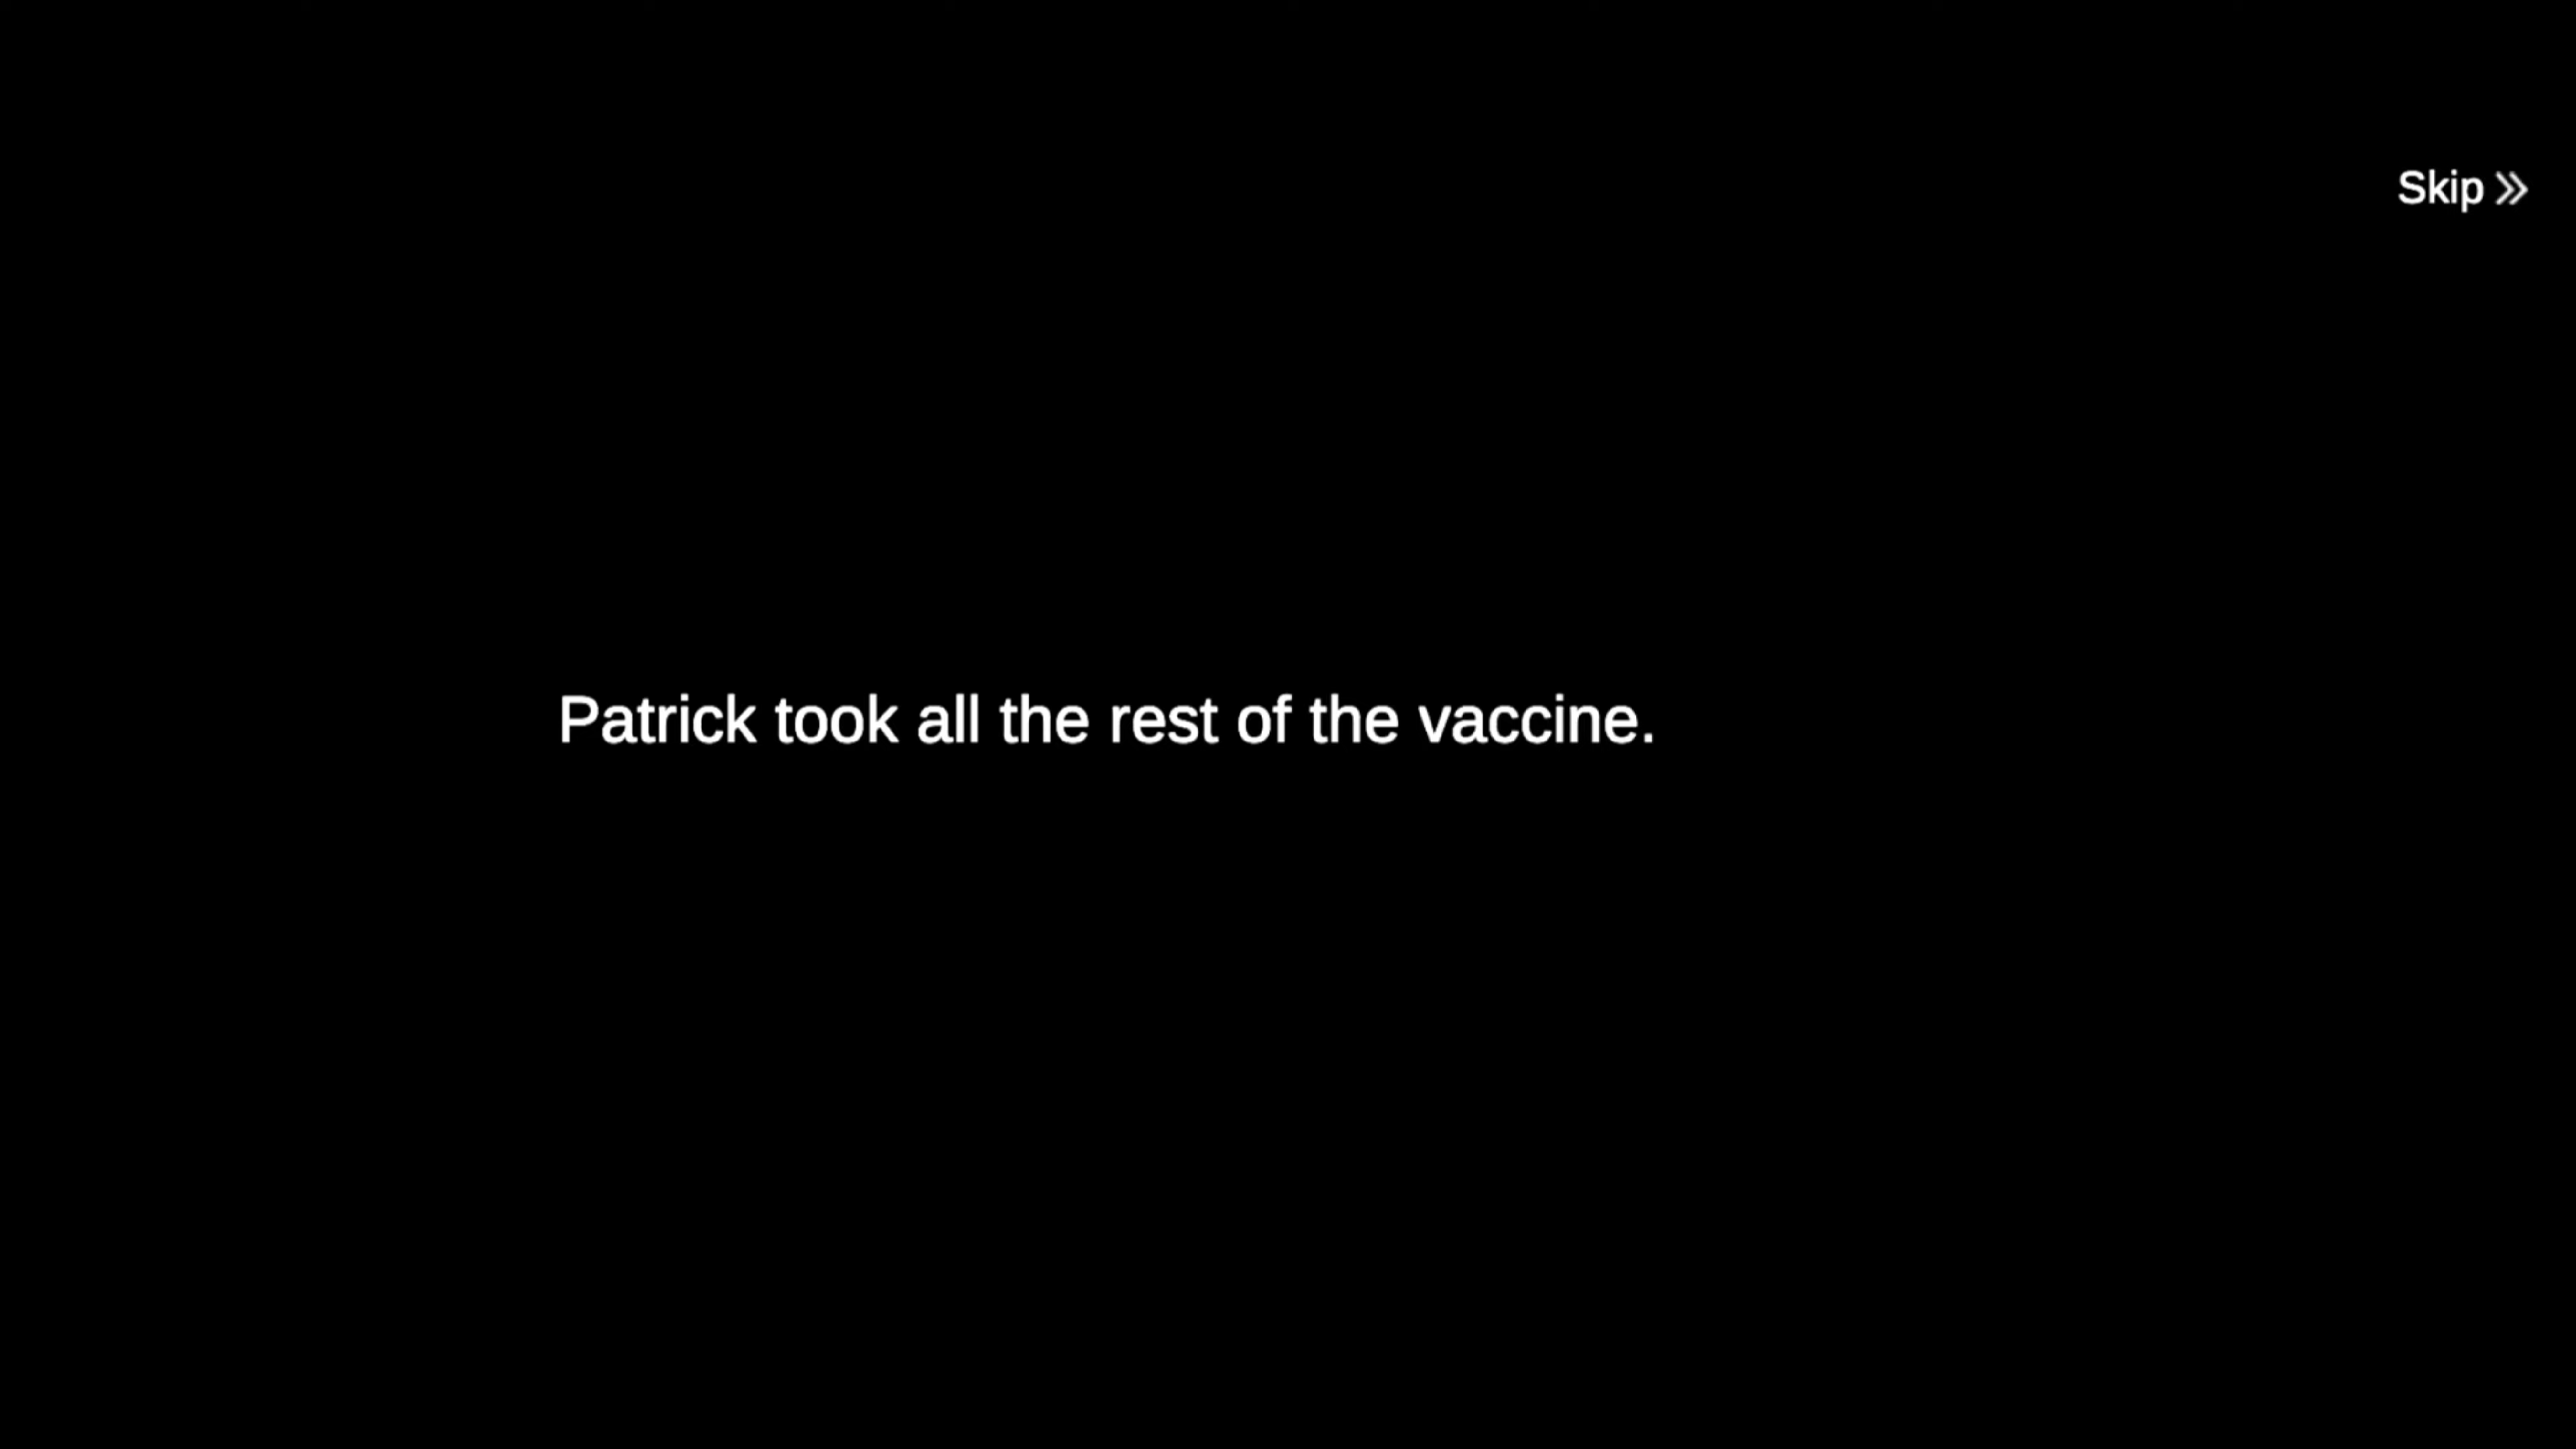 Skip
Patrick took all the rest of the vaccine.